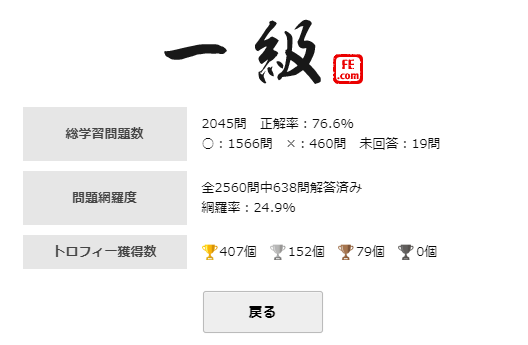 一級
FE
.com
総学習問題数
2045問　正解率：76.6%
○：1566問　×：460問　未回答：19問
問題網羅度
全2560問中638問解答済み
網羅率：24.9%
トロフィー獲得数
407個　152個　79個　0個
戻る